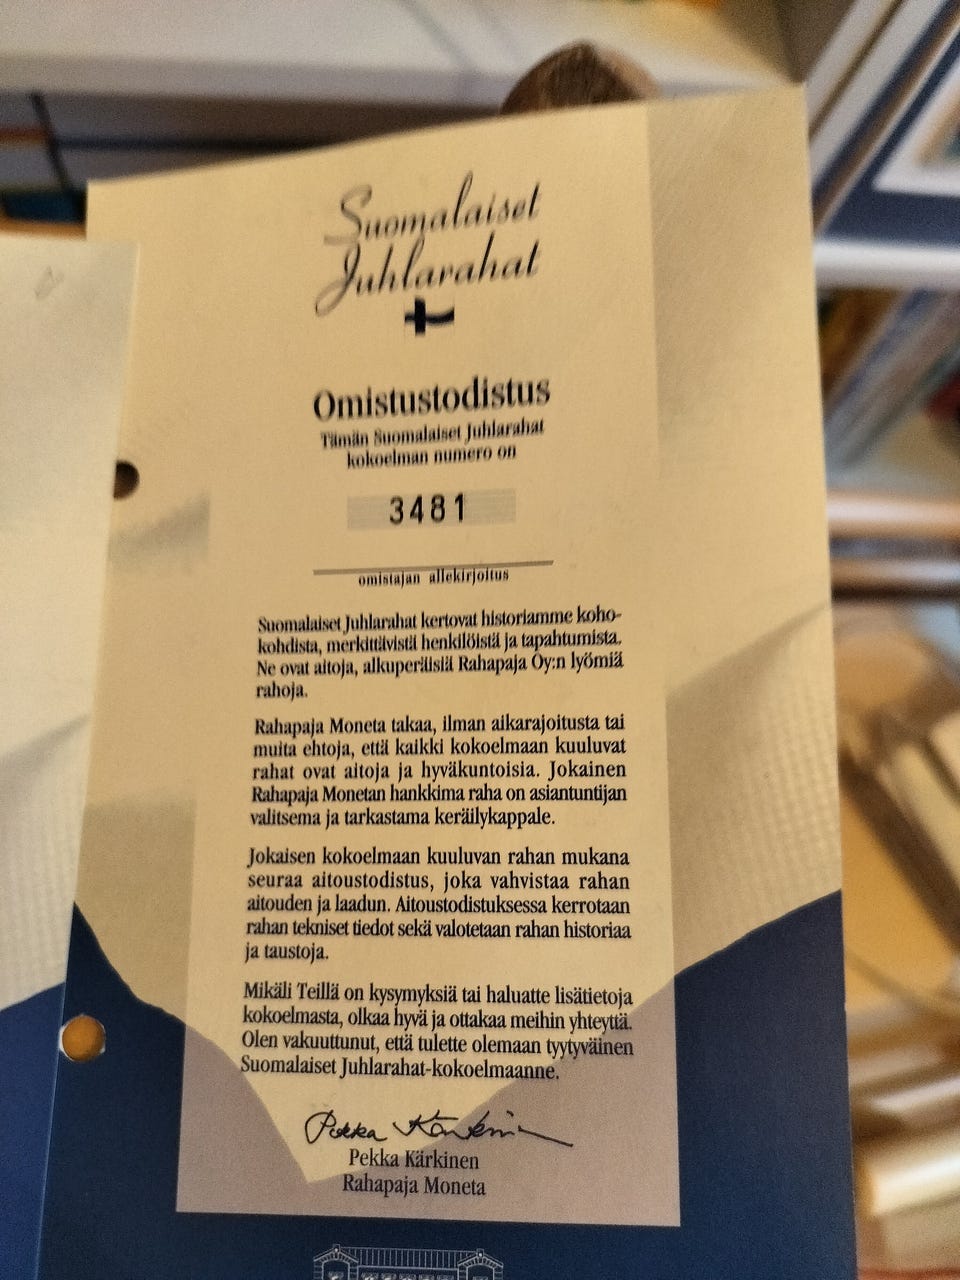 Suomalaiset
Juhlarahat
Omistustodistus
Tämän Suomalaiset Juhlarahat
kokoelman numero on
3481
omistajan allekirjoitus
Suomalaiset Juhlarahat kertovat historiamme koho-
kohdista, merkittävistä henkilöistä ja tapahtumista.
Ne ovat aitoja, alkuperäisiä Rahapaja Oy:n lyömiä
rahoja.
Rahapaja Moneta takaa, ilman aikarajoitusta tai
muita ehtoja, että kaikki kokoelmaan kuuluvat
rahat ovat aitoja ja hyväkuntoisia. Jokainen
Rahapaja Monetan hankkima raha on asiantuntijan
valitsema ja tarkastama keräilykappale.
Jokaisen kokoelmaan kuuluvan rahan mukana
seuraa aitoustodistus, joka vahvistaa rahan
aitouden ja laadun. Aitoustodistuksessa kerrotaan
rahan tekniset tiedot sekä valotetaan rahan historiaa
ja taustoja.
Mikäli Teillä on kysymyksiä tai haluatte lisätietoja
kokoelmasta, olkaa hyvä ja ottakaa meihin yhteyttä.
Olen vakuuttunut, että tulette olemaan tyytyväinen
Suomalaiset Juhlarahat-kokoelmaanne.
Pekka Kärkinen
Pekka Kärkinen
Rahapaja Moneta